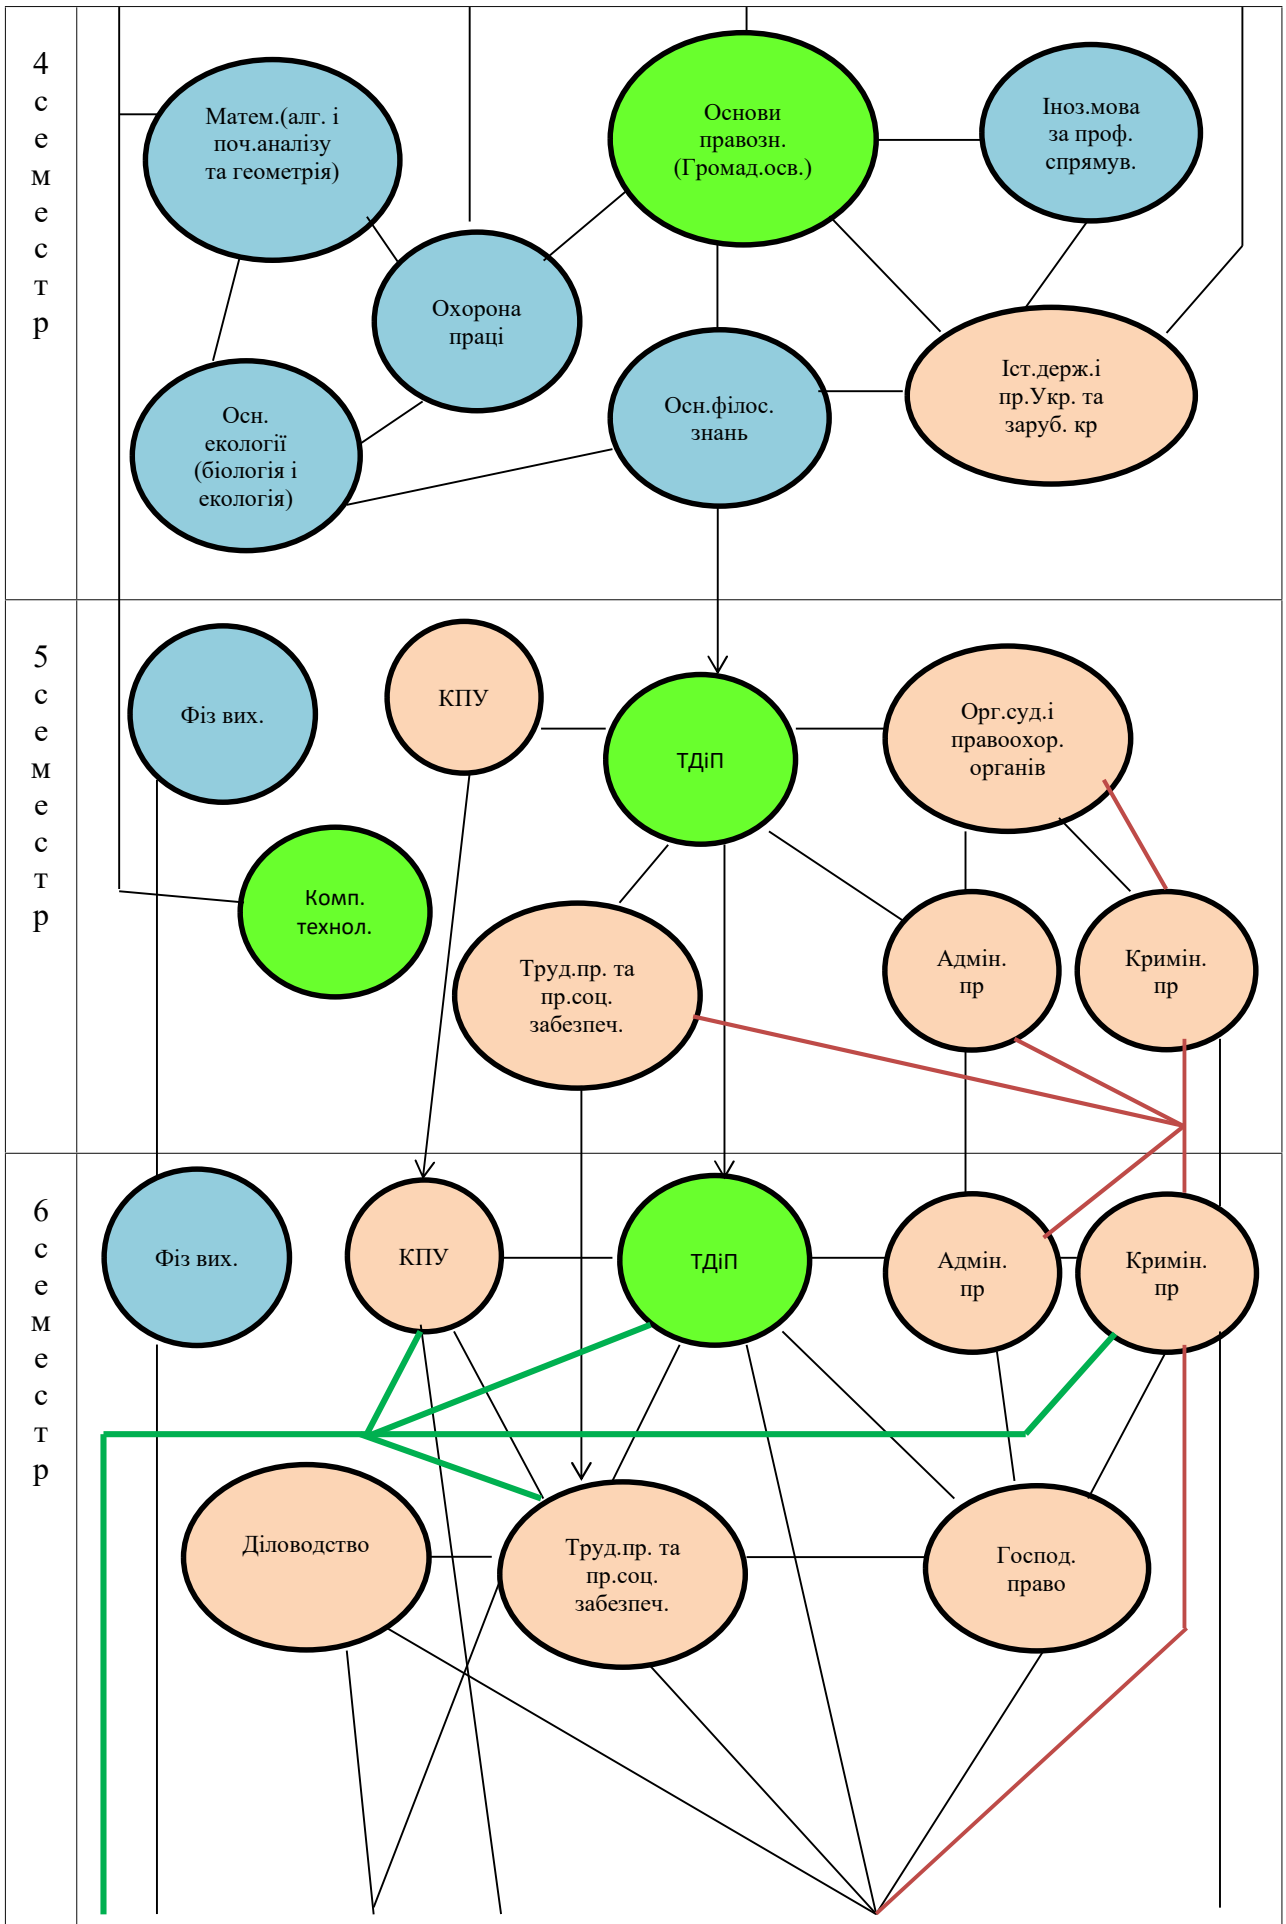 4
с
е
м
е
с
т
р
Матем.(алг. і
поч.аналізу
та геометрія)
Основи
правозн.
(Громад.осв.)
Іноз.мова
за проф.
спрямув.
Охорона
праці
Осн.
екології
(біологія і
екологія)
Осн.філос.
знань
Іст.держ.і
пр.Укр. та
заруб. кр
5
с
е
м
е
с
т
р
Фіз вих.
КПУ
ТДіП
Орг.суд.і
правоохор.
органів
Комп.
технол.
Труд.пр. та
пр.соц.
забезпеч.
Адмін.
пр
Кримін.
пр
6
с
е
м
е
с
т
р
Фіз вих.
КПУ
ТДіП
Адмін.
пр
Кримін.
пр
Діловодство
Труд.пр. та
пр.соц.
забезпеч.
Господ.
право